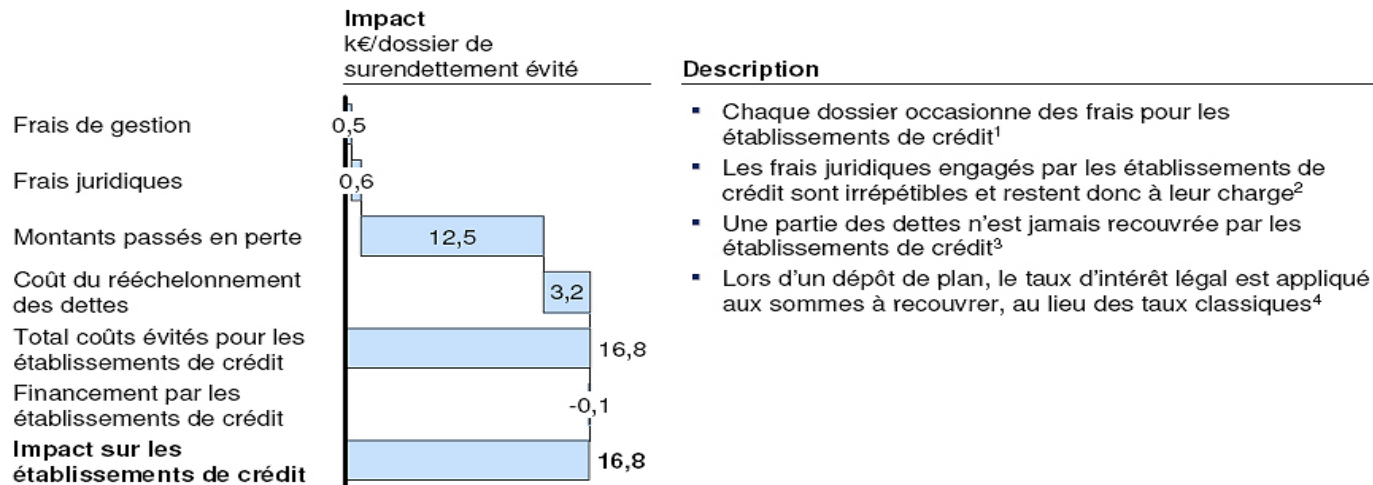 Impact
k€/dossier de
surendettement évité
Description
Frais de gestion
0,5
Chaque dossier occasionne des frais pour les
établissements de crédit¹
Frais juridiques
0,6
Les frais juridiques engagés par les établissements de
crédit sont irrépétibles et restent donc à leur charge²
Montants passés en perte
12,5
Une partie des dettes n'est jamais recouvrée par les
établissements de crédit³
Coût du rééchelonnement
des dettes
3,2
Lors d'un dépôt de plan, le taux d'intérêt légal est appliqué
aux sommes à recouvrer, au lieu des taux classiques⁴
Total coûts évités pour les
établissements de crédit
16,8
Financement par les
établissements de crédit
-0,1
Impact sur les
établissements de crédit
16,8